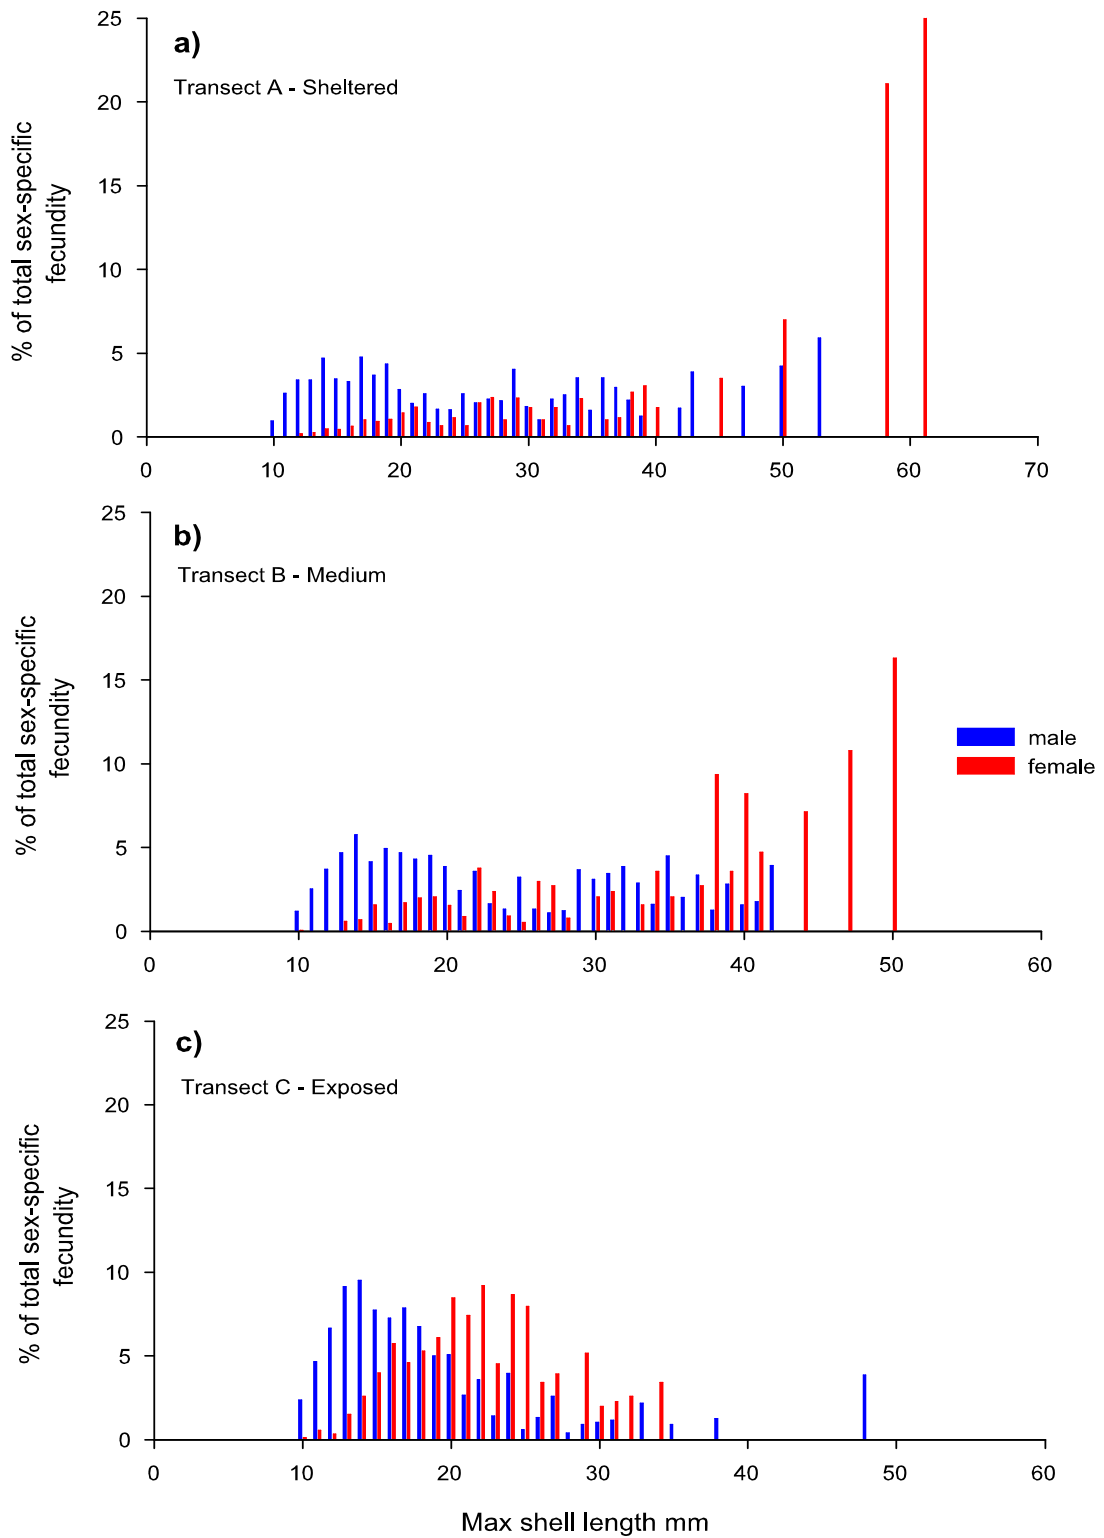 25
a)
Transect A - Sheltered
20
15
10
5
0
% of total sex-specific
fecundity
0 10 20 30 40 50 60 70
25
b)
Transect B - Medium
20
15
10
5
0
% of total sex-specific
fecundity
male
female
0 10 20 30 40 50 60
25
c)
Transect C - Exposed
20
15
10
5
0
% of total sex-specific
fecundity
0 10 20 30 40 50 60
Max shell length mm